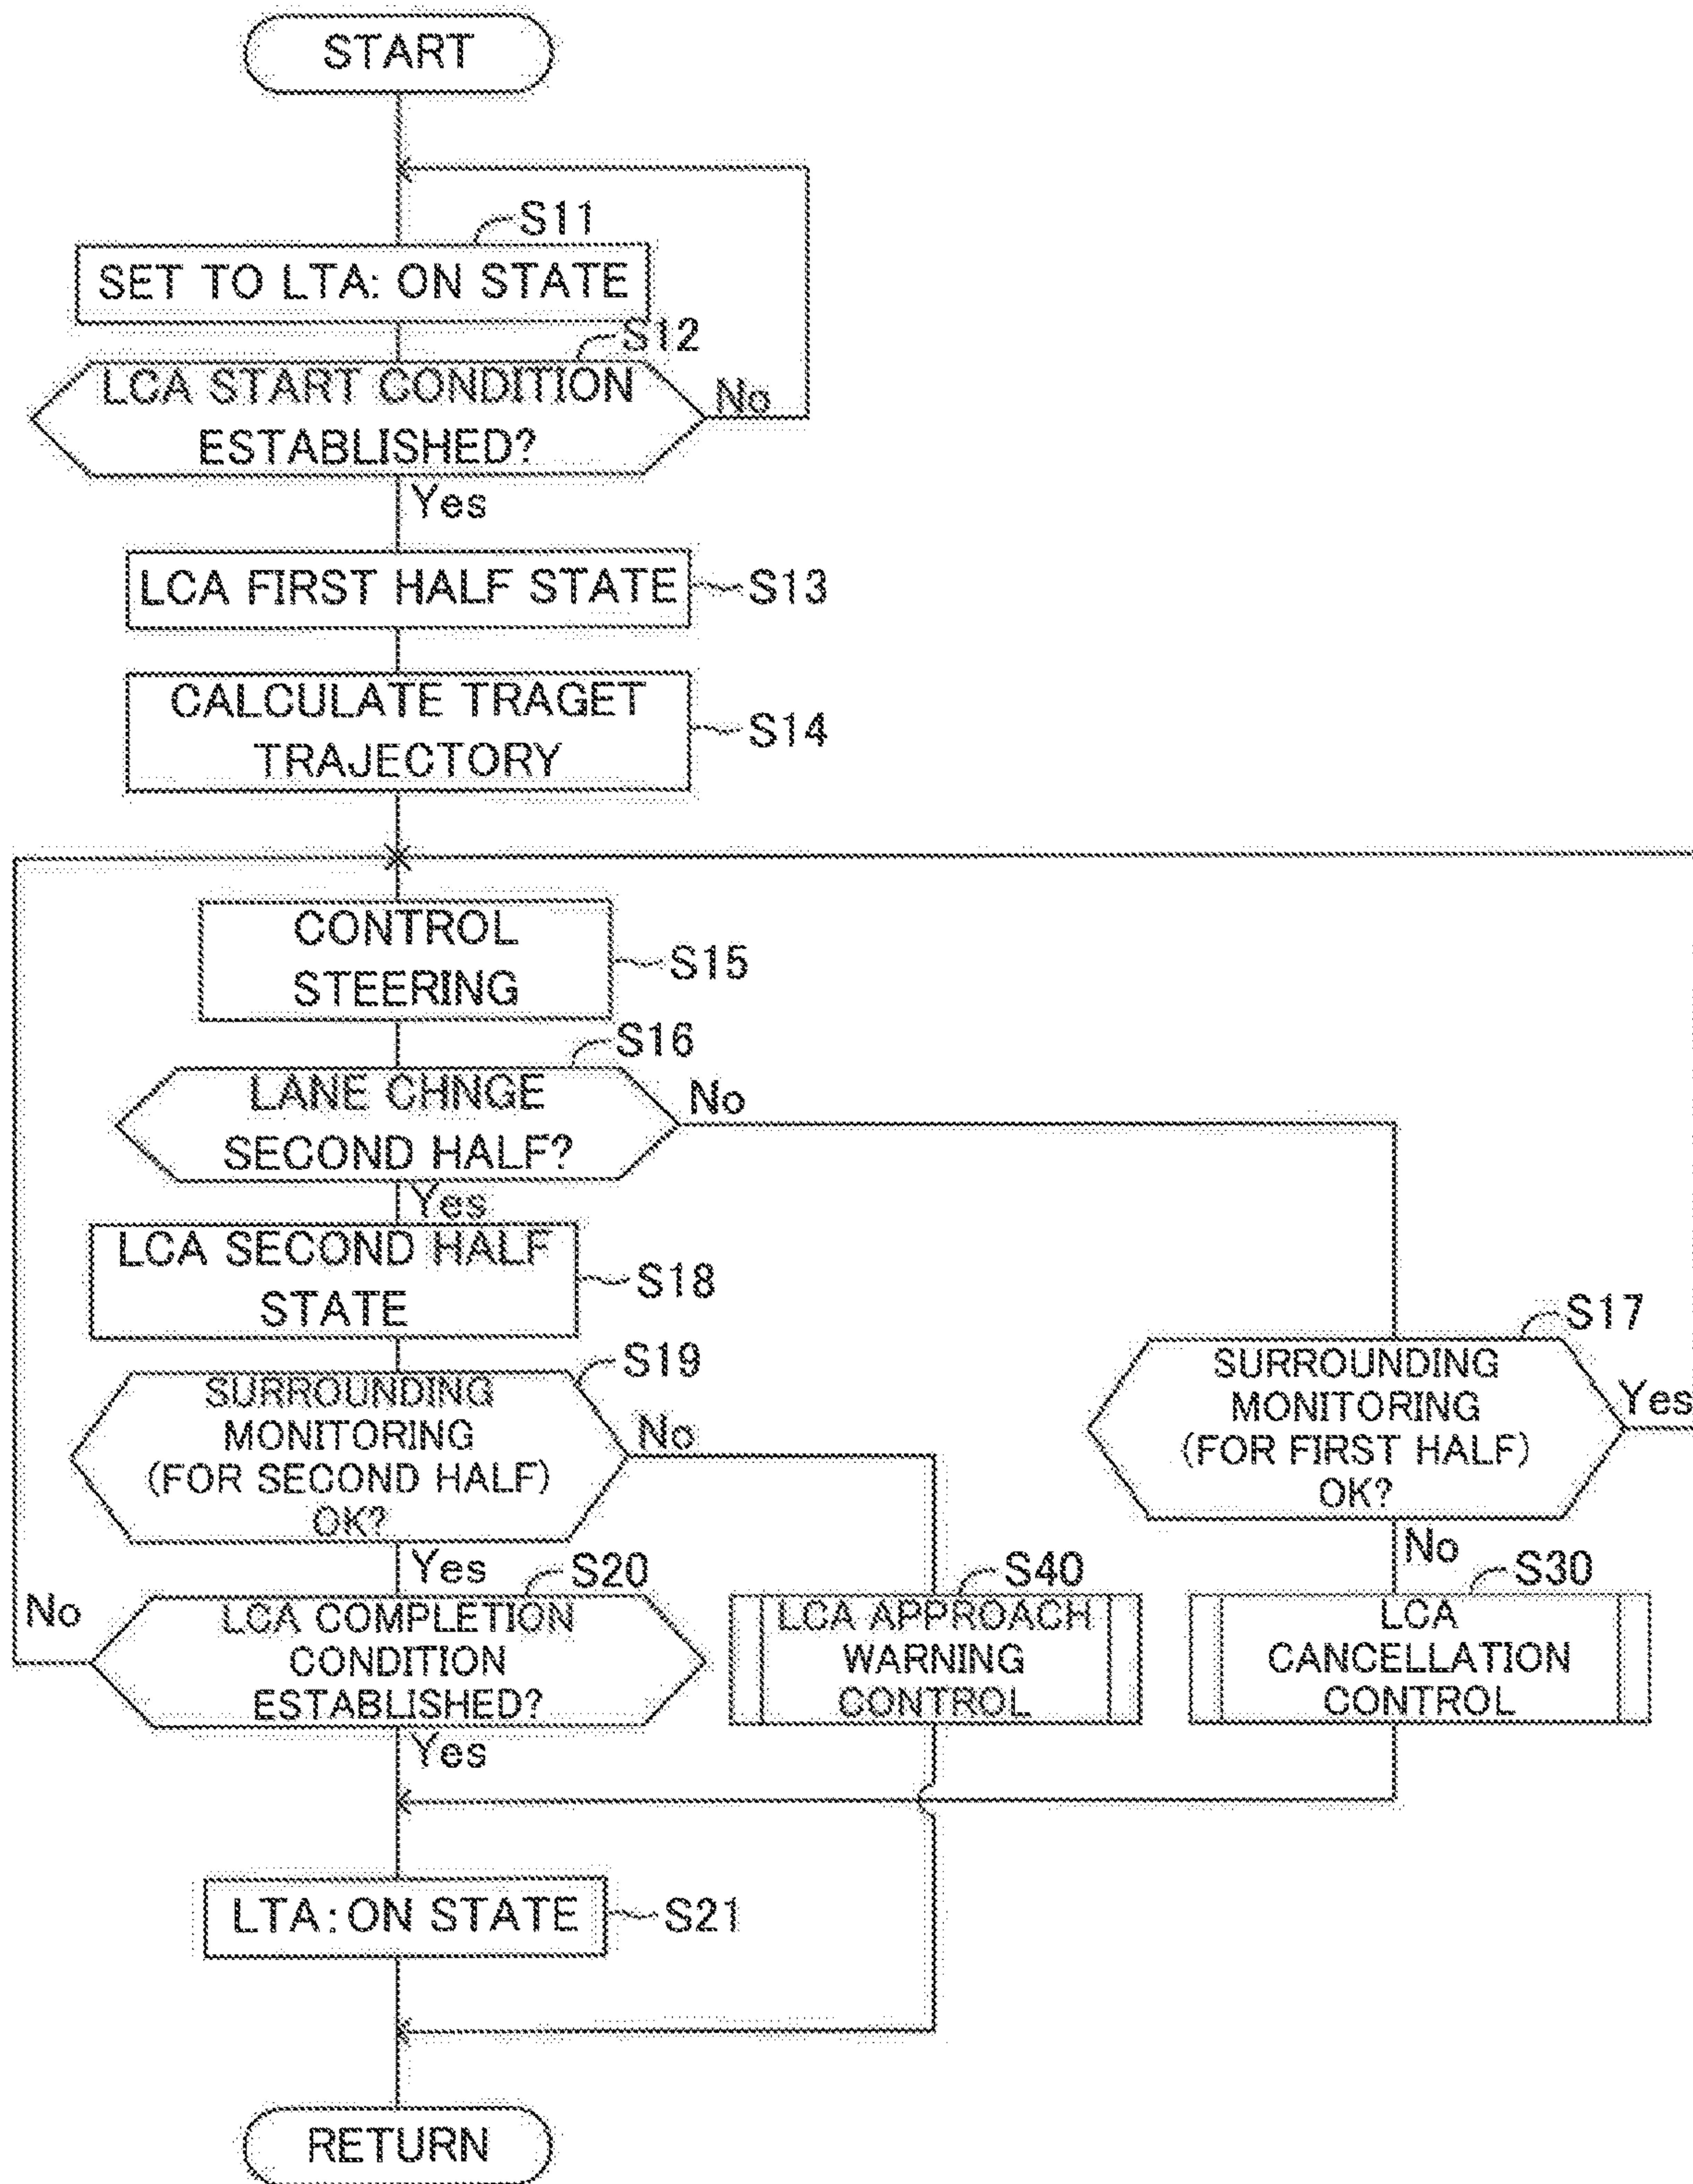 START
S11
SET TO LTA: ON STATE
S12
LCA START CONDITION
ESTABLISHED?
No
Yes
LCA FIRST HALF STATE
S13
CALCULATE TRAGET
TRAJECTORY
S14
CONTROL
STEERING
S15
S16
LANE CHNGE
SECOND HALF?
No
Yes
LCA SECOND HALF
STATE
S18
S17
SURROUNDING
MONITORING
(FOR FIRST HALF)
OK?
Yes
No
S19
SURROUNDING
MONITORING
(FOR SECOND HALF)
OK?
No
Yes
S20
LCA COMPLETION
CONDITION
ESTABLISHED?
No
Yes
S40
LCA APPROACH
WARNING
CONTROL
S30
LCA
CANCELLATION
CONTROL
LTA:ON STATE
S21
RETURN